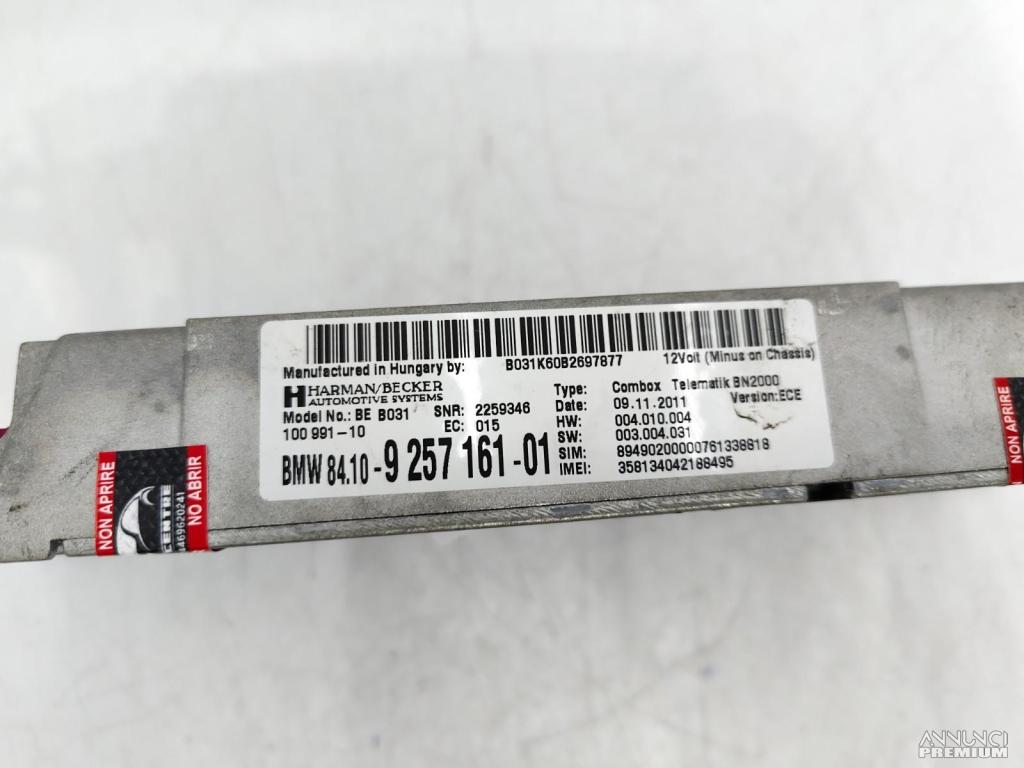 B031K60B2697877
12Volt (Minus on Chassis)
Manufactured in Hungary by:
HARMAN/BECKER
AUTOMOTIVE SYSTEMS
Model No.: BE B031
SNR: 2259346
100 991-10
EC: 015
BMW 84.10-9 257 161-01
Type: Combox Telematik BN2000
Date: 09.11.2011
Version:ECE
HW: 004.010.004
SW: 003.004.031
SIM: 89490200000761338818
IMEI: 358134042188495
NON APRIRE
CENTRE
4469620241
NO ABRIR
NON APRIRE
ANNUNCI
PREMIUM